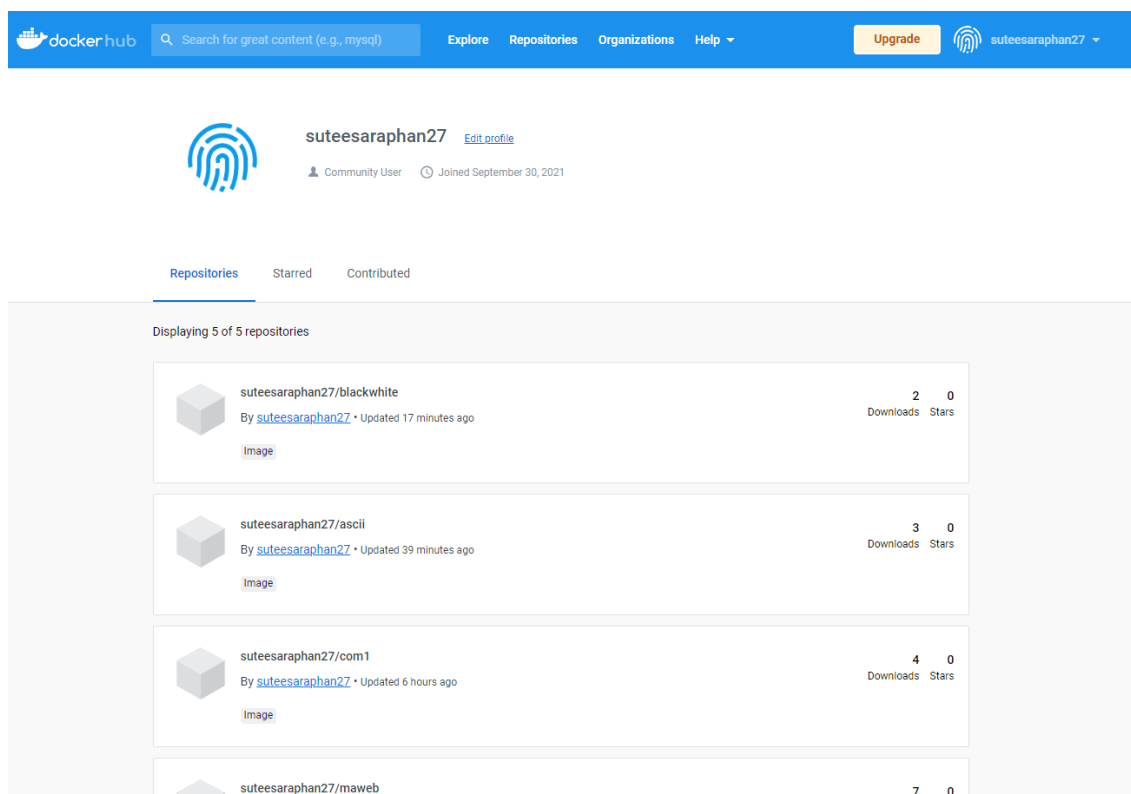 dockerhub Search for great content (e.g., mysql) Explore Repositories Organizations Help Upgrade suteesaraphan27
suteesaraphan27 Edit profile
Community User Joined September 30, 2021
Repositories Starred Contributed
Displaying 5 of 5 repositories
suteesaraphan27/blackwhite
2 0
By suteesaraphan27 • Updated 17 minutes ago
Downloads Stars
Image
suteesaraphan27/ascii
3 0
By suteesaraphan27 • Updated 39 minutes ago
Downloads Stars
Image
suteesaraphan27/com1
4 0
By suteesaraphan27 • Updated 6 hours ago
Downloads Stars
Image
suteesaraphan27/maweb
7 0